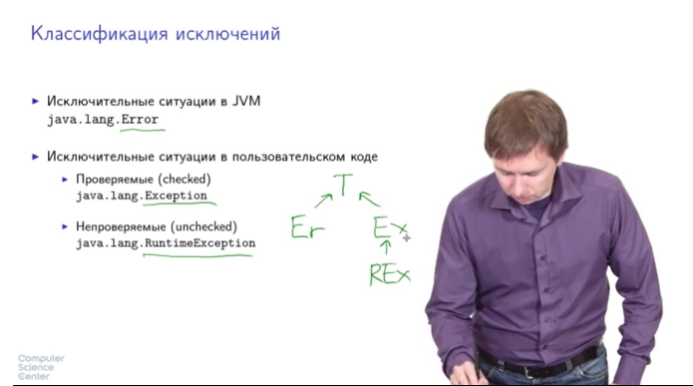 Классификация исключений
Исключительные ситуации в JVM
java.lang.Error
Исключительные ситуации в пользовательском коде
Проверяемые (checked)
java.lang.Exception
Непроверяемые (unchecked)
java.lang.RuntimeException
T
Er Ex
REx
Computer
Science
Center